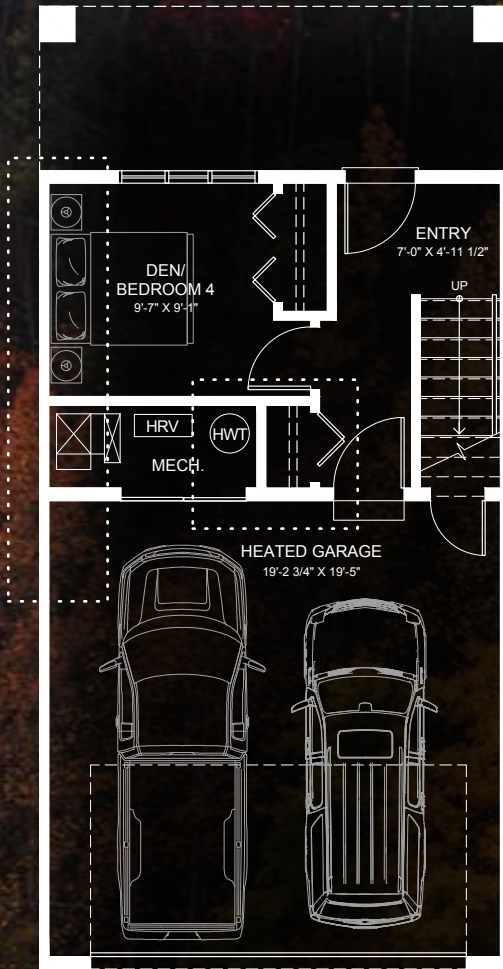 ENTRY
7'-0" X 4'-11 1/2"
DEN/
BEDROOM 4
9'-7" X 9'-1"
UP
HRV
HWT
MECH.
HEATED GARAGE
19'-2 3/4" X 19'-5"